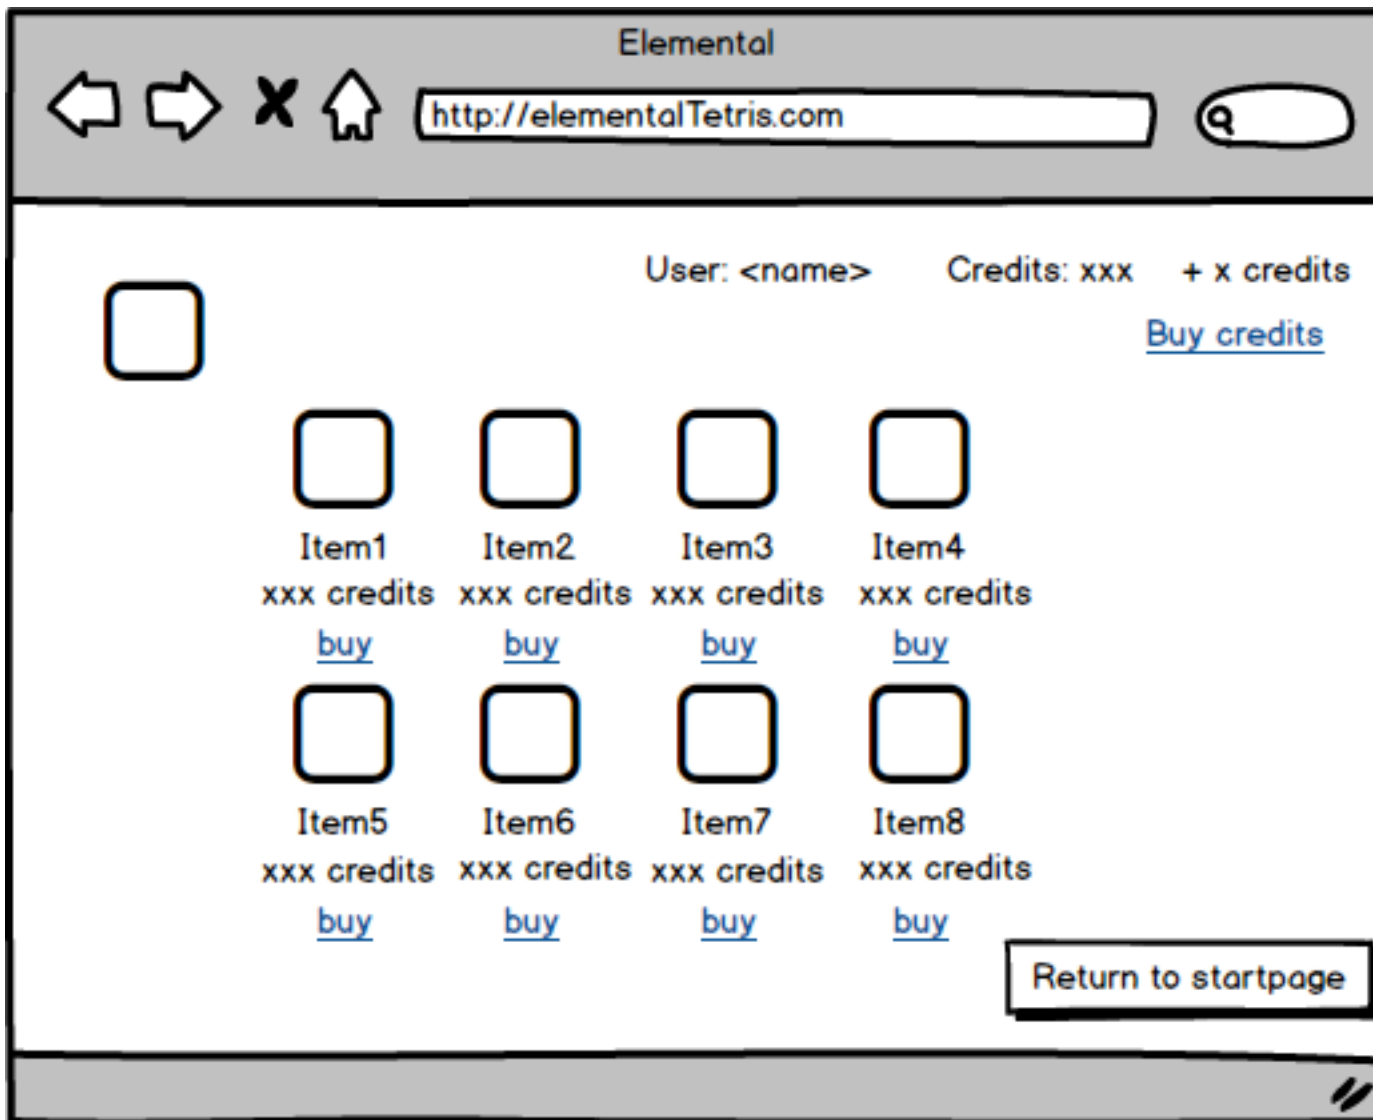 Elemental
http://elementalTetris.com
User: <name> Credits: xxx + x credits
Buy credits
Item1 Item2 Item3 Item4
xxx credits xxx credits xxx credits xxx credits
buy buy buy buy
Item5 Item6 Item7 Item8
xxx credits xxx credits xxx credits xxx credits
buy buy buy buy
Return to startpage